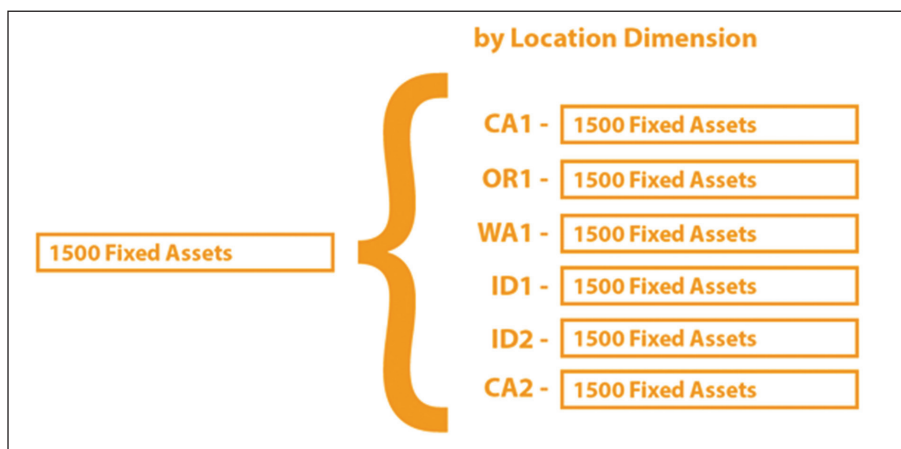 by Location Dimension
CA1 - 1500 Fixed Assets
OR1 - 1500 Fixed Assets
WA1 - 1500 Fixed Assets
1500 Fixed Assets
ID1 - 1500 Fixed Assets
ID2 - 1500 Fixed Assets
CA2 - 1500 Fixed Assets